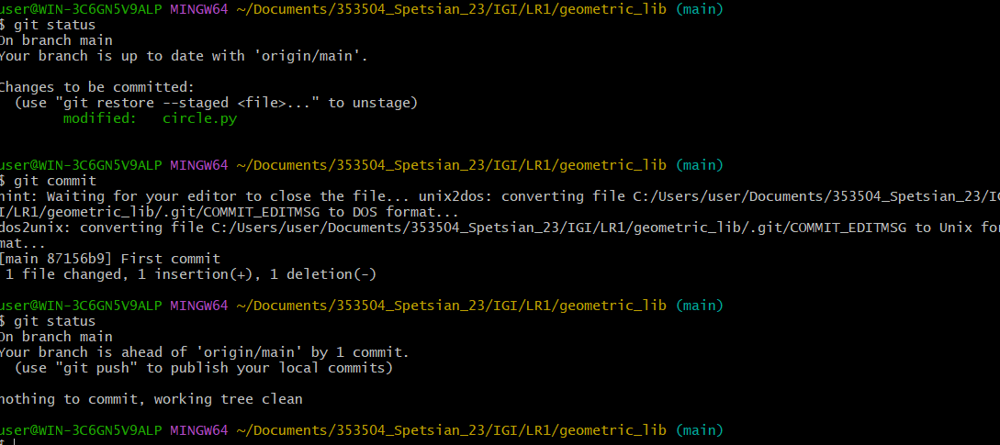 user@WIN-3C6GN5V9ALP MINGW64 ~/Documents/353504_Spetsian_23/IGI/LR1/geometric_lib (main)
$ git status
On branch main
Your branch is up to date with 'origin/main'.
Changes to be committed:
  (use "git restore --staged <file>..." to unstage)
        modified:   circle.py
user@WIN-3C6GN5V9ALP MINGW64 ~/Documents/353504_Spetsian_23/IGI/LR1/geometric_lib (main)
$ git commit
hint: Waiting for your editor to close the file... unix2dos: converting file C:/Users/user/Documents/353504_Spetsian_23/IG
I/LR1/geometric_lib/.git/COMMIT_EDITMSG to DOS format...
dos2unix: converting file C:/Users/user/Documents/353504_Spetsian_23/IGI/LR1/geometric_lib/.git/COMMIT_EDITMSG to Unix for
mat...
[main 87156b9] First commit
 1 file changed, 1 insertion(+), 1 deletion(-)
user@WIN-3C6GN5V9ALP MINGW64 ~/Documents/353504_Spetsian_23/IGI/LR1/geometric_lib (main)
$ git status
On branch main
Your branch is ahead of 'origin/main' by 1 commit.
  (use "git push" to publish your local commits)
nothing to commit, working tree clean
user@WIN-3C6GN5V9ALP MINGW64 ~/Documents/353504_Spetsian_23/IGI/LR1/geometric_lib (main)
$